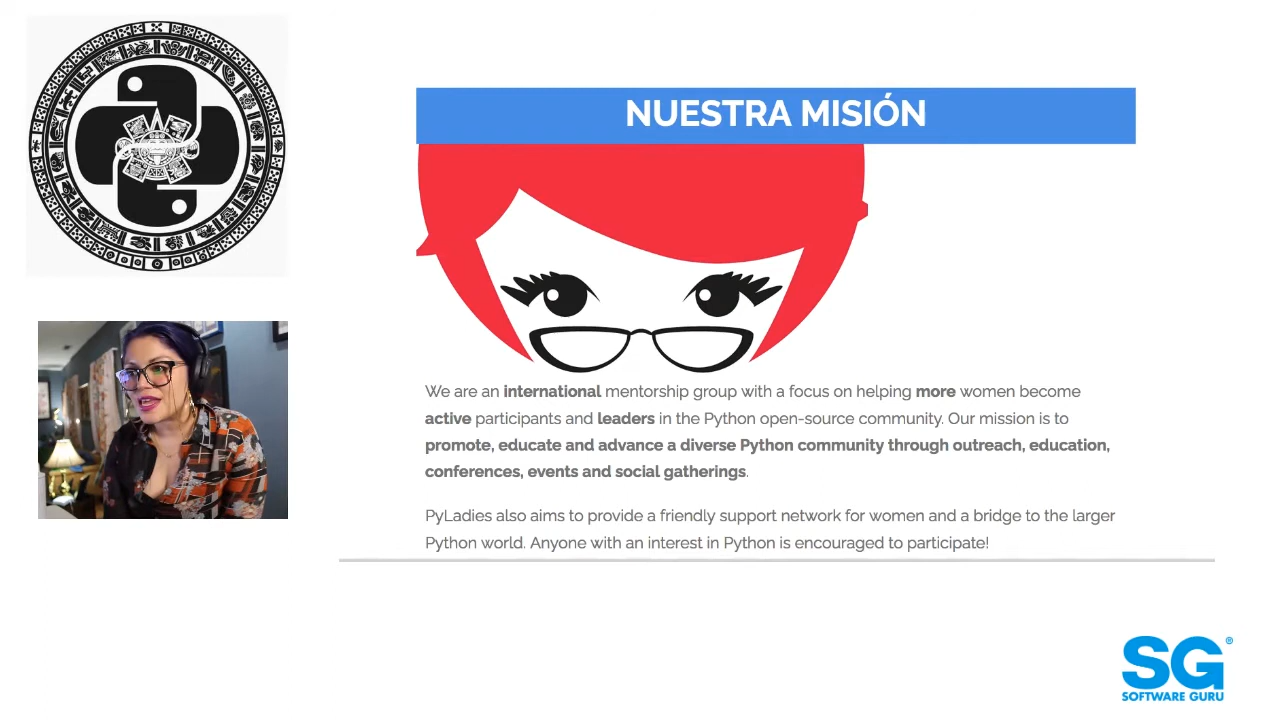 NUESTRA MISIÓN
We are an international mentorship group with a focus on helping more women become
active participants and leaders in the Python open-source community. Our mission is to
promote, educate and advance a diverse Python community through outreach, education,
conferences, events and social gatherings.
PyLadies also aims to provide a friendly support network for women and a bridge to the larger
Python world. Anyone with an interest in Python is encouraged to participate!
SG®
SOFTWARE GURU